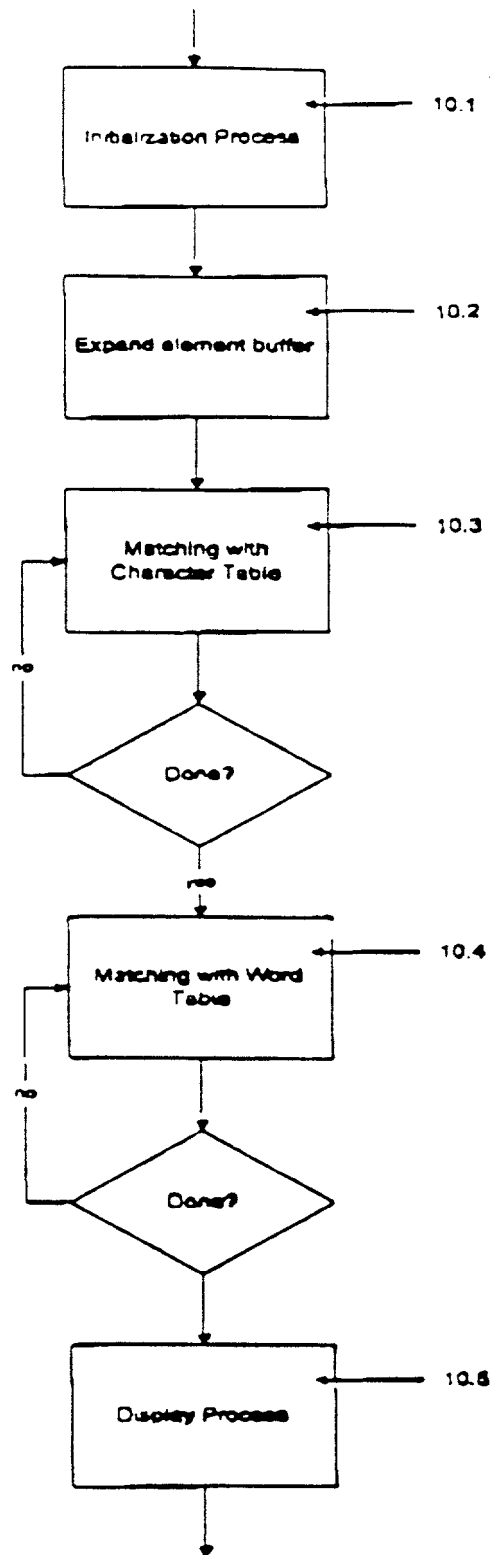 10.1
Initialization Process
10.2
Expand element buffer
10.3
Matching with
Character Table
no
Done?
yes
10.4
Matching with Word
Table
no
Done?
10.5
Display Process